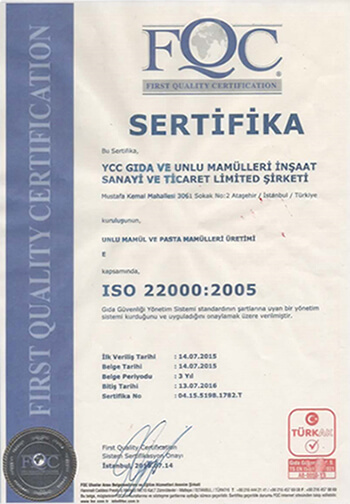 FQC
®
FIRST QUALITY CERTIFICATION
FIRST QUALITY CERTIFICATION
SERTİFİKA
Bu Sertifika,
YCC GIDA VE UNLU MAMÜLLERİ İNŞAAT
SANAYİ VE TİCARET LİMİTED ŞİRKETİ
Mustafa Kemal Mahallesi 3061 Sokak No:2 Ataşehir / İstanbul / Türkiye
kuruluşunun,
UNLU MAMÜL VE PASTA MAMÜLLERİ ÜRETİMİ
E
kapsamında,
ISO 22000:2005
Gıda Güvenliği Yönetim Sistemi standardının şartlarına uyan bir yönetim
sistemi kurduğunu ve uyguladığını onaylamak üzere verilmiştir.
İlk Veriliş Tarihi : 14.07.2015
Belge Tarihi : 14.07.2015
Belge Periyodu : 3 Yıl
Bitiş Tarihi : 13.07.2016
Sertifika No : 04.15.5198.1782.T
First Quality Certification
Sistem Sertifikasyon Onayı
İstanbul, 2015.07.14
TÜRKAK
FQC